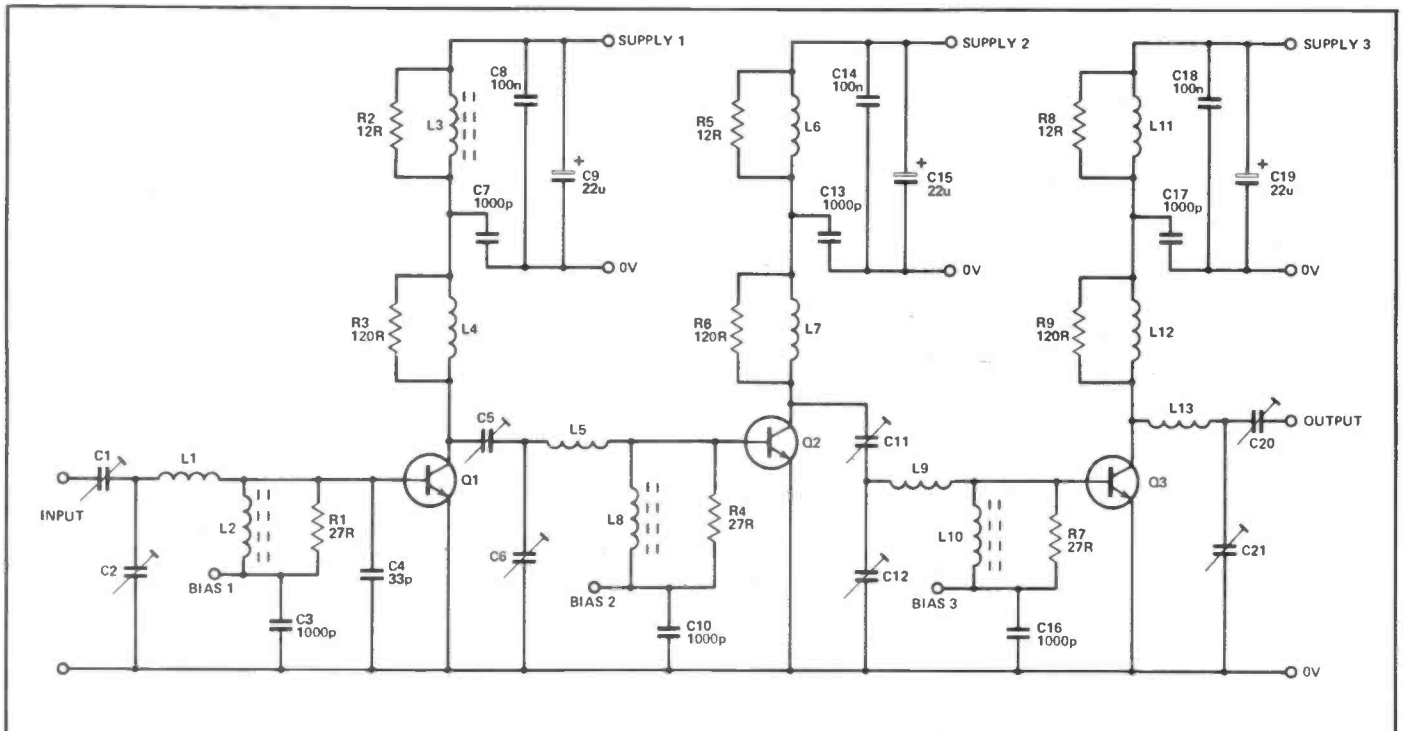 SUPPLY 1
SUPPLY 2
SUPPLY 3
C8
100n
C14
100n
C18
100n
R2
12R
L3
R5
12R
L6
R8
12R
L11
+
C9
22u
+
C15
22u
+
C19
22u
C7
1000p
C13
1000p
C17
1000p
0V
0V
0V
R3
120R
L4
R6
120R
L7
R9
120R
L12
C5
L5
Q2
C11
L13
C20
OUTPUT
C1
L1
Q1
L9
Q3
INPUT
L2
R1
27R
L8
R4
27R
L10
R7
27R
C21
C2
BIAS 1
C4
33p
C6
BIAS 2
C12
BIAS 3
C3
1000p
C10
1000p
C16
1000p
0V